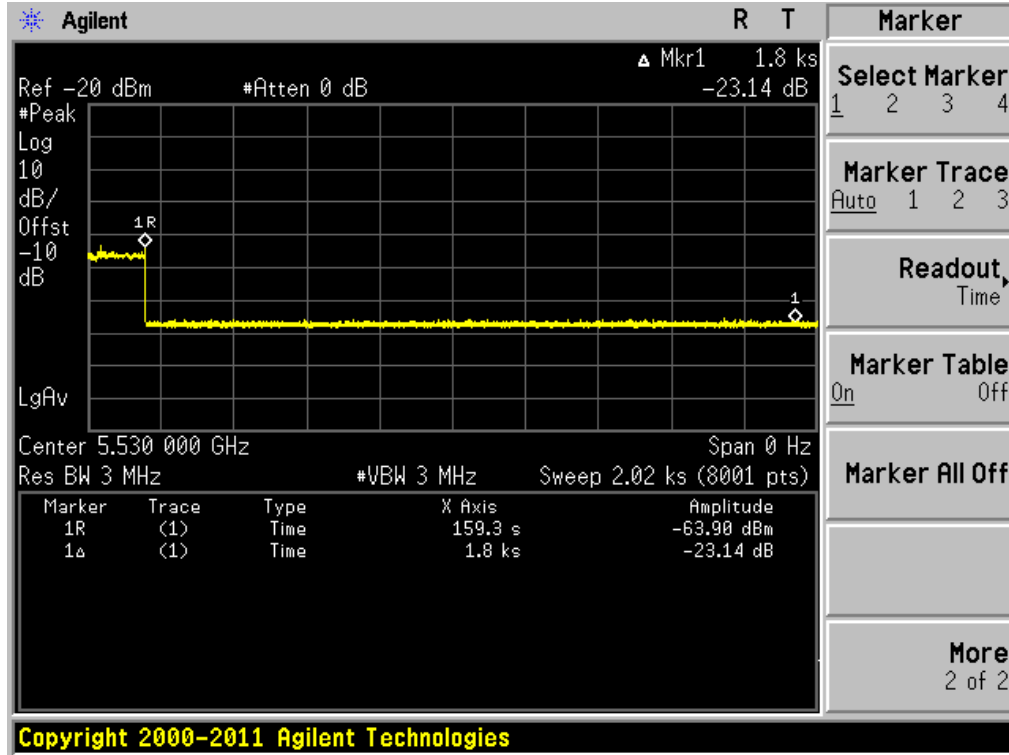 Agilent R T Marker
Δ Mkr1 1.8 ks
Ref -20 dBm #Atten 0 dB -23.14 dB
#Peak
Log
10
dB/
Offst
-10
dB
LgAv
1R
1
Center 5.530 000 GHz Span 0 Hz
Res BW 3 MHz #VBW 3 MHz Sweep 2.02 ks (8001 pts)
Marker Trace Type X Axis Amplitude
1R (1) Time 159.3 s -63.90 dBm
1Δ (1) Time 1.8 ks -23.14 dB
Select Marker
1 2 3 4
Marker Trace
Auto 1 2 3
Readout
Time
Marker Table
On Off
Marker All Off
More
2 of 2
Copyright 2000-2011 Agilent Technologies